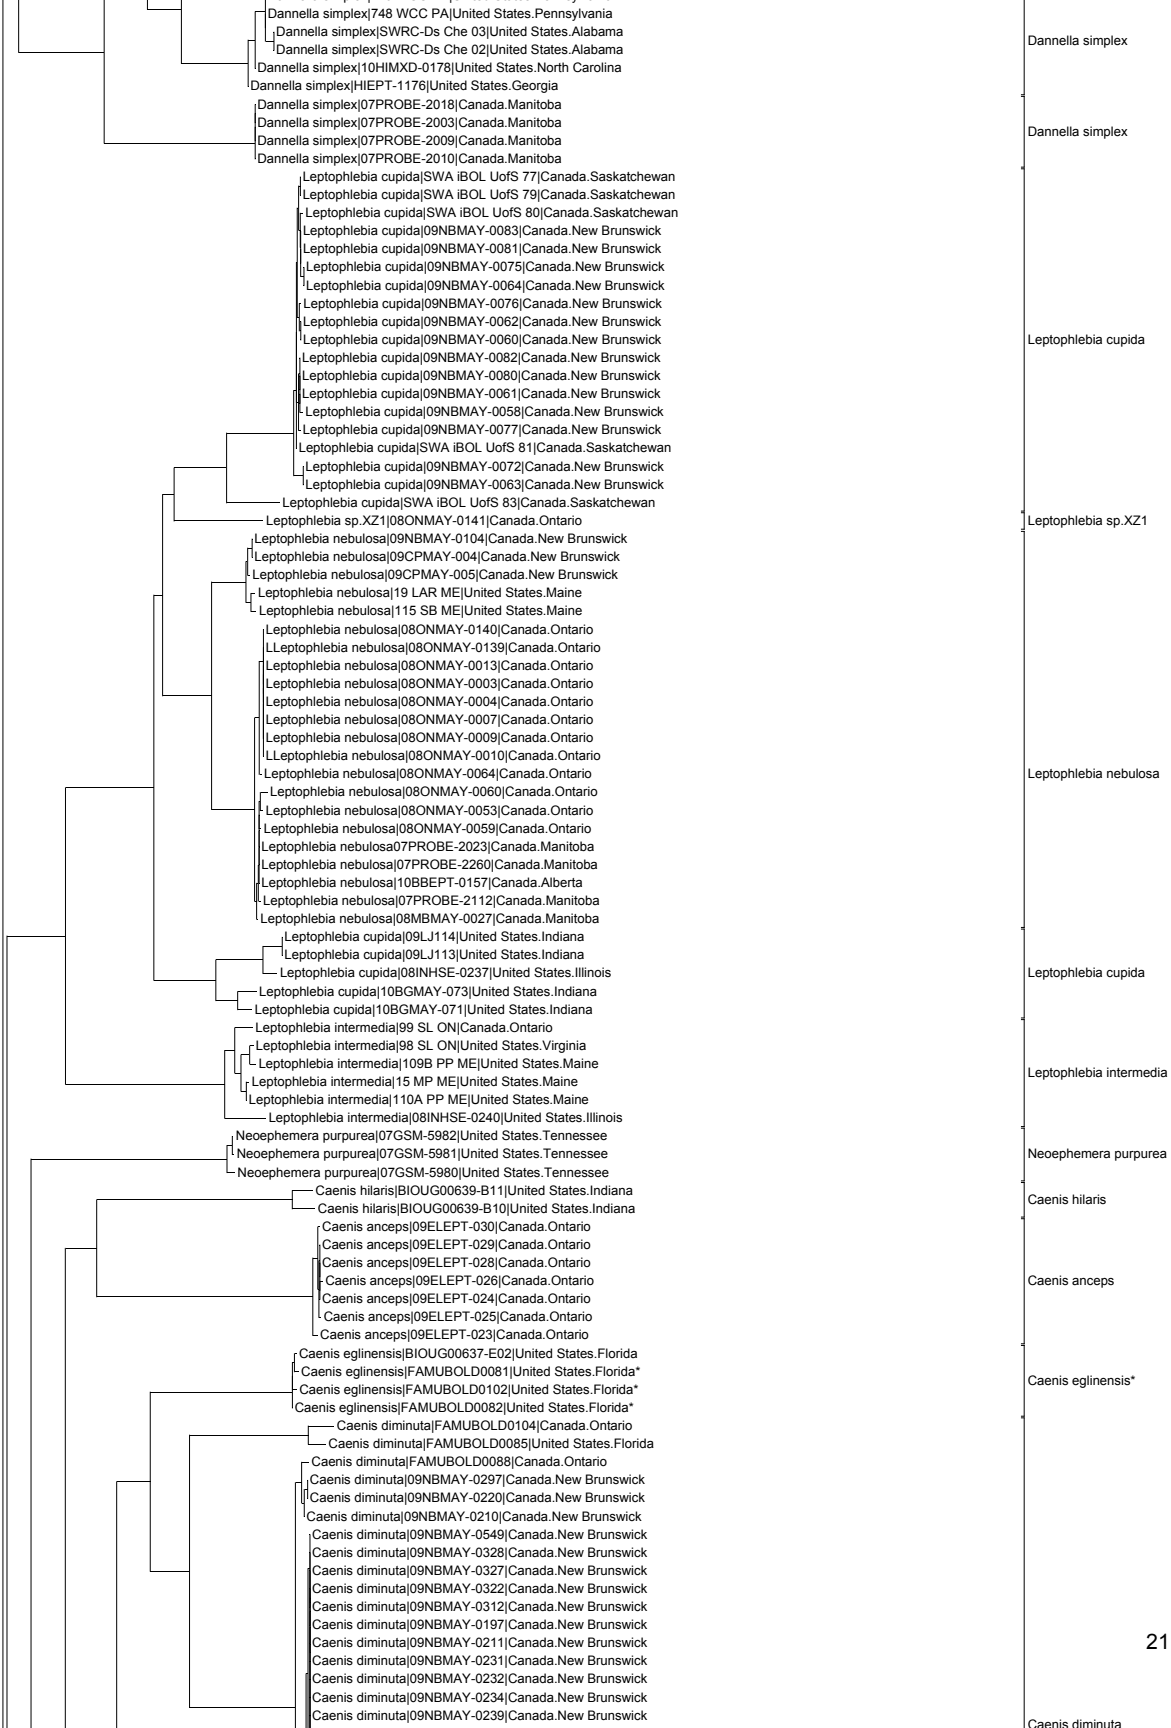 Dannella simplex|748 WCC PA|United States.Pennsylvania
Dannella simplex|SWRC-Ds Che 03|United States.Alabama
Dannella simplex
Dannella simplex|SWRC-Ds Che 02|United States.Alabama
Dannella simplex|10HIMXD-0178|United States.North Carolina
Dannella simplex|HIEPT-1176|United States.Georgia
Dannella simplex|07PROBE-2018|Canada.Manitoba
Dannella simplex|07PROBE-2003|Canada.Manitoba
Dannella simplex
Dannella simplex|07PROBE-2009|Canada.Manitoba
Dannella simplex|07PROBE-2010|Canada.Manitoba
Leptophlebia cupida|SWA iBOL UofS 77|Canada.Saskatchewan
Leptophlebia cupida|SWA iBOL UofS 79|Canada.Saskatchewan
Leptophlebia cupida|SWA iBOL UofS 80|Canada.Saskatchewan
Leptophlebia cupida|09NBMAY-0083|Canada.New Brunswick
Leptophlebia cupida|09NBMAY-0081|Canada.New Brunswick
Leptophlebia cupida|09NBMAY-0075|Canada.New Brunswick
Leptophlebia cupida|09NBMAY-0064|Canada.New Brunswick
Leptophlebia cupida|09NBMAY-0076|Canada.New Brunswick
Leptophlebia cupida|09NBMAY-0062|Canada.New Brunswick
Leptophlebia cupida|09NBMAY-0060|Canada.New Brunswick
Leptophlebia cupida
Leptophlebia cupida|09NBMAY-0082|Canada.New Brunswick
Leptophlebia cupida|09NBMAY-0080|Canada.New Brunswick
Leptophlebia cupida|09NBMAY-0061|Canada.New Brunswick
Leptophlebia cupida|09NBMAY-0058|Canada.New Brunswick
Leptophlebia cupida|09NBMAY-0077|Canada.New Brunswick
Leptophlebia cupida|SWA iBOL UofS 81|Canada.Saskatchewan
Leptophlebia cupida|09NBMAY-0072|Canada.New Brunswick
Leptophlebia cupida|09NBMAY-0063|Canada.New Brunswick
Leptophlebia cupida|SWA iBOL UofS 83|Canada.Saskatchewan
Leptophlebia sp.XZ1|08ONMAY-0141|Canada.Ontario
Leptophlebia sp.XZ1
Leptophlebia nebulosa|09NBMAY-0104|Canada.New Brunswick
Leptophlebia nebulosa|09CPMAY-004|Canada.New Brunswick
Leptophlebia nebulosa|09CPMAY-005|Canada.New Brunswick
Leptophlebia nebulosa|19 LAR ME|United States.Maine
Leptophlebia nebulosa|115 SB ME|United States.Maine
Leptophlebia nebulosa|08ONMAY-0140|Canada.Ontario
LLeptophlebia nebulosa|08ONMAY-0139|Canada.Ontario
Leptophlebia nebulosa|08ONMAY-0013|Canada.Ontario
Leptophlebia nebulosa|08ONMAY-0003|Canada.Ontario
Leptophlebia nebulosa|08ONMAY-0004|Canada.Ontario
Leptophlebia nebulosa|08ONMAY-0007|Canada.Ontario
Leptophlebia nebulosa|08ONMAY-0009|Canada.Ontario
LLeptophlebia nebulosa|08ONMAY-0010|Canada.Ontario
Leptophlebia nebulosa|08ONMAY-0064|Canada.Ontario
Leptophlebia nebulosa
Leptophlebia nebulosa|08ONMAY-0060|Canada.Ontario
Leptophlebia nebulosa|08ONMAY-0053|Canada.Ontario
Leptophlebia nebulosa|08ONMAY-0059|Canada.Ontario
Leptophlebia nebulosa07PROBE-2023|Canada.Manitoba
Leptophlebia nebulosa|07PROBE-2260|Canada.Manitoba
Leptophlebia nebulosa|10BBEPT-0157|Canada.Alberta
Leptophlebia nebulosa|07PROBE-2112|Canada.Manitoba
Leptophlebia nebulosa|08MBMAY-0027|Canada.Manitoba
Leptophlebia cupida|09LJ114|United States.Indiana
Leptophlebia cupida|09LJ113|United States.Indiana
Leptophlebia cupida|08INHSE-0237|United States.Illinois
Leptophlebia cupida
Leptophlebia cupida|10BGMAY-073|United States.Indiana
Leptophlebia cupida|10BGMAY-071|United States.Indiana
Leptophlebia intermedia|99 SL ON|Canada.Ontario
Leptophlebia intermedia|98 SL ON|United States.Virginia
Leptophlebia intermedia|109B PP ME|United States.Maine
Leptophlebia intermedia
Leptophlebia intermedia|15 MP ME|United States.Maine
Leptophlebia intermedia|110A PP ME|United States.Maine
Leptophlebia intermedia|08INHSE-0240|United States.Illinois
Neoephemera purpurea|07GSM-5982|United States.Tennessee
Neoephemera purpurea|07GSM-5981|United States.Tennessee
Neoephemera purpurea
Neoephemera purpurea|07GSM-5980|United States.Tennessee
Caenis hilaris|BIOUG00639-B11|United States.Indiana
Caenis hilaris
Caenis hilaris|BIOUG00639-B10|United States.Indiana
Caenis anceps|09ELEPT-030|Canada.Ontario
Caenis anceps|09ELEPT-029|Canada.Ontario
Caenis anceps|09ELEPT-028|Canada.Ontario
Caenis anceps|09ELEPT-026|Canada.Ontario
Caenis anceps
Caenis anceps|09ELEPT-024|Canada.Ontario
Caenis anceps|09ELEPT-025|Canada.Ontario
Caenis anceps|09ELEPT-023|Canada.Ontario
Caenis eglinensis|BIOUG00637-E02|United States.Florida
Caenis eglinensis|FAMUBOLD0081|United States.Florida*
Caenis eglinensis*
Caenis eglinensis|FAMUBOLD0102|United States.Florida*
Caenis eglinensis|FAMUBOLD0082|United States.Florida*
Caenis diminuta|FAMUBOLD0104|Canada.Ontario
Caenis diminuta|FAMUBOLD0085|United States.Florida
Caenis diminuta|FAMUBOLD0088|Canada.Ontario
Caenis diminuta|09NBMAY-0297|Canada.New Brunswick
Caenis diminuta|09NBMAY-0220|Canada.New Brunswick
Caenis diminuta|09NBMAY-0210|Canada.New Brunswick
Caenis diminuta|09NBMAY-0549|Canada.New Brunswick
Caenis diminuta|09NBMAY-0328|Canada.New Brunswick
Caenis diminuta|09NBMAY-0327|Canada.New Brunswick
Caenis diminuta|09NBMAY-0322|Canada.New Brunswick
Caenis diminuta|09NBMAY-0312|Canada.New Brunswick
Caenis diminuta|09NBMAY-0197|Canada.New Brunswick
Caenis diminuta|09NBMAY-0211|Canada.New Brunswick
21
Caenis diminuta|09NBMAY-0231|Canada.New Brunswick
Caenis diminuta|09NBMAY-0232|Canada.New Brunswick
Caenis diminuta|09NBMAY-0234|Canada.New Brunswick
Caenis diminuta|09NBMAY-0239|Canada.New Brunswick
Caenis diminuta